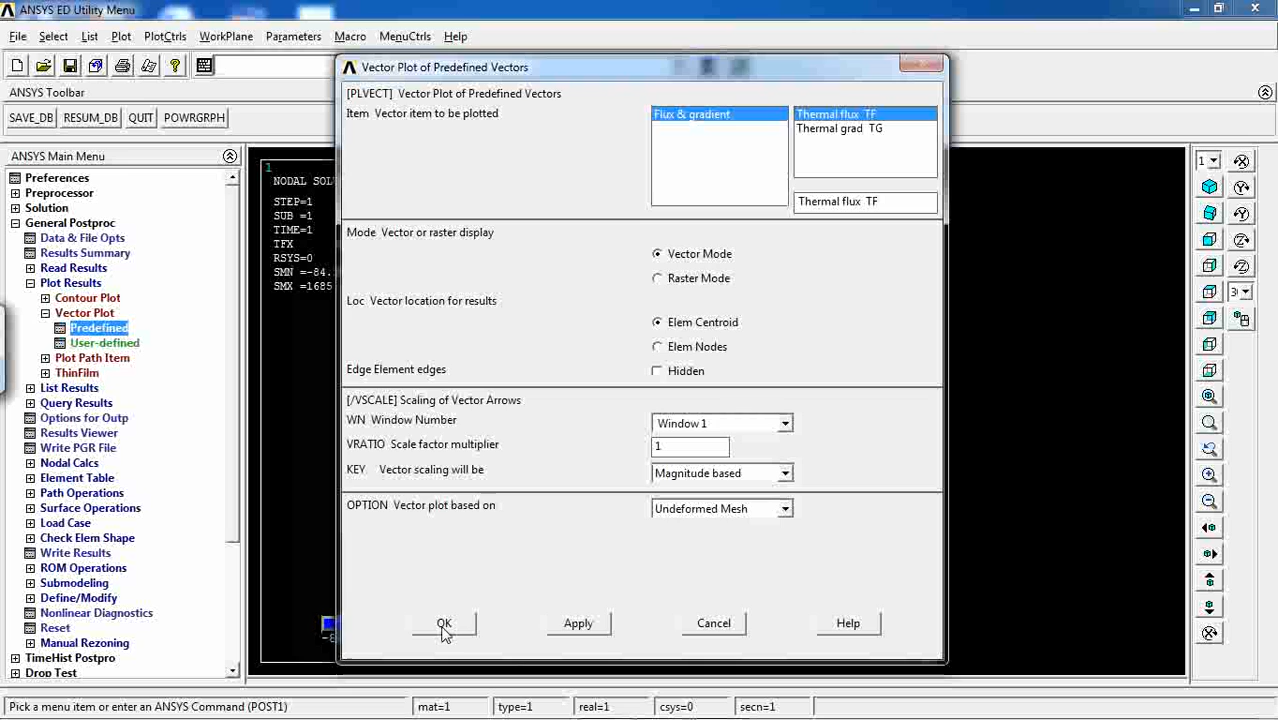 ANSYS ED Utility Menu
File Select List Plot PlotCtrls WorkPlane Parameters Macro MenuCtrls Help
ANSYS Toolbar
SAVE_DB RESUM_DB QUIT POWRGRPH
ANSYS Main Menu
Preferences
Preprocessor
Solution
General Postproc
Data & File Opts
Results Summary
Read Results
Plot Results
Contour Plot
Vector Plot
Predefined
User-defined
Plot Path Item
ThinFilm
List Results
Query Results
Options for Outp
Results Viewer
Write PGR File
Nodal Calcs
Element Table
Path Operations
Surface Operations
Load Case
Check Elem Shape
Write Results
ROM Operations
Submodeling
Define/Modify
Nonlinear Diagnostics
Reset
Manual Rezoning
TimeHist Postpro
Drop Test
1
NODAL SOL
STEP=1
SUB =1
TIME=1
TFX
RSYS=0
SMN =-84.
SMX =1685
Vector Plot of Predefined Vectors
[PLVECT] Vector Plot of Predefined Vectors
Item Vector item to be plotted
Flux & gradient
Thermal flux TF
Thermal grad TG
Thermal flux TF
Mode Vector or raster display
Vector Mode
Raster Mode
Loc Vector location for results
Elem Centroid
Elem Nodes
Edge Element edges
Hidden
[/VSCALE] Scaling of Vector Arrows
WN Window Number
Window 1
VRATIO Scale factor multiplier
1
KEY Vector scaling will be
Magnitude based
OPTION Vector plot based on
Undeformed Mesh
OK Apply Cancel Help
1
Pick a menu item or enter an ANSYS Command (POST1)
mat=1 type=1 real=1 csys=0 secn=1